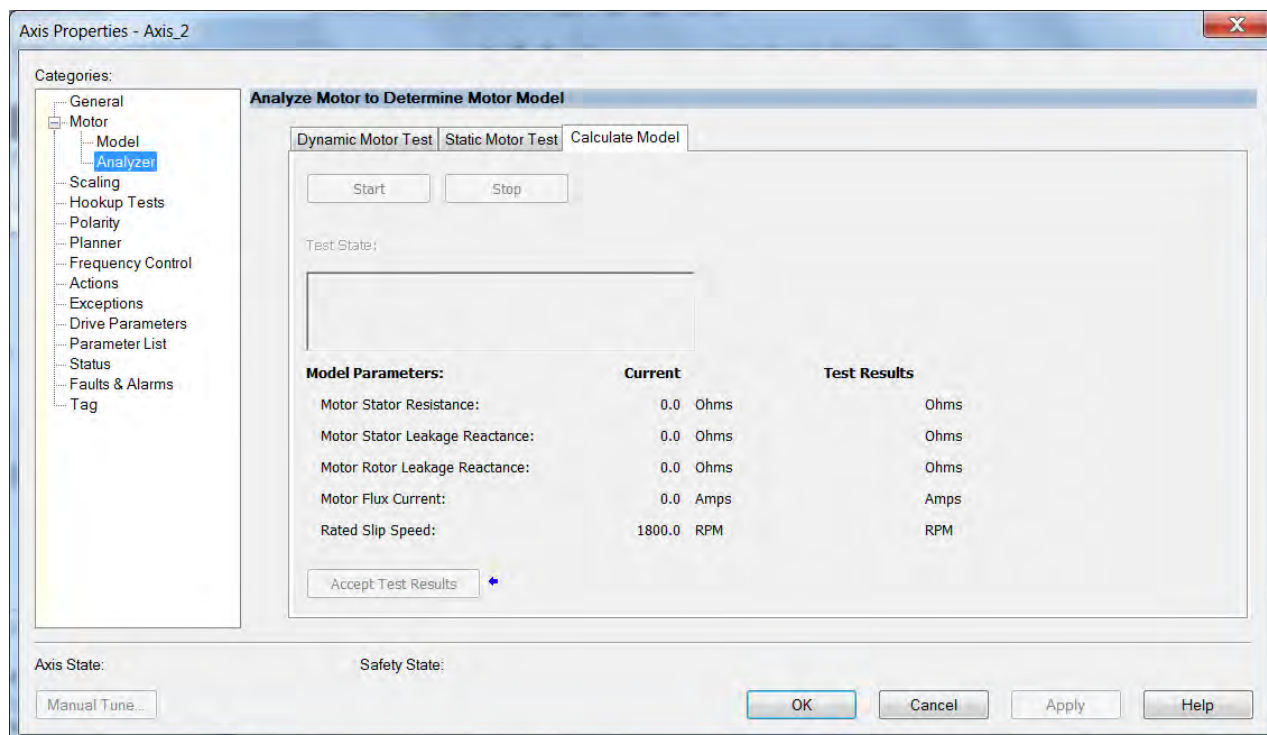 Axis Properties - Axis_2
X
Categories:
General
Motor
Model
Analyzer
Scaling
Hookup Tests
Polarity
Planner
Frequency Control
Actions
Exceptions
Drive Parameters
Parameter List
Status
Faults & Alarms
Tag
Analyze Motor to Determine Motor Model
Dynamic Motor Test Static Motor Test Calculate Model
Start Stop
Test State:
Model Parameters: Current Test Results
Motor Stator Resistance: 0.0 Ohms Ohms
Motor Stator Leakage Reactance: 0.0 Ohms Ohms
Motor Rotor Leakage Reactance: 0.0 Ohms Ohms
Motor Flux Current: 0.0 Amps Amps
Rated Slip Speed: 1800.0 RPM RPM
Accept Test Results
Axis State: Safety State:
Manual Tune... OK Cancel Apply Help